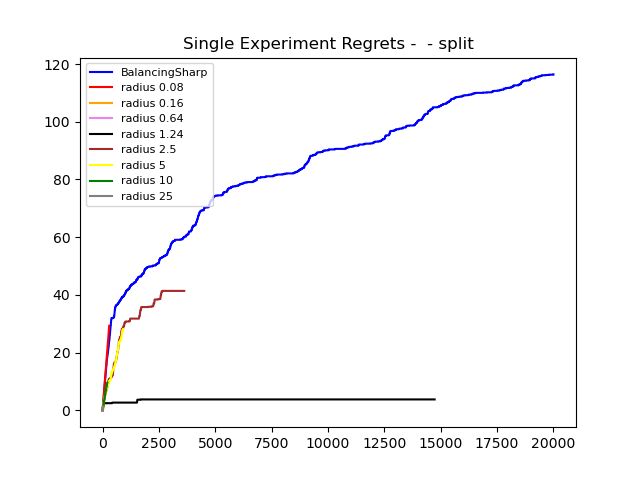 Single Experiment Regrets -  - split
120
100
80
60
40
20
0
BalancingSharp
radius 0.08
radius 0.16
radius 0.64
radius 1.24
radius 2.5
radius 5
radius 10
radius 25
0 2500 5000 7500 10000 12500 15000 17500 20000